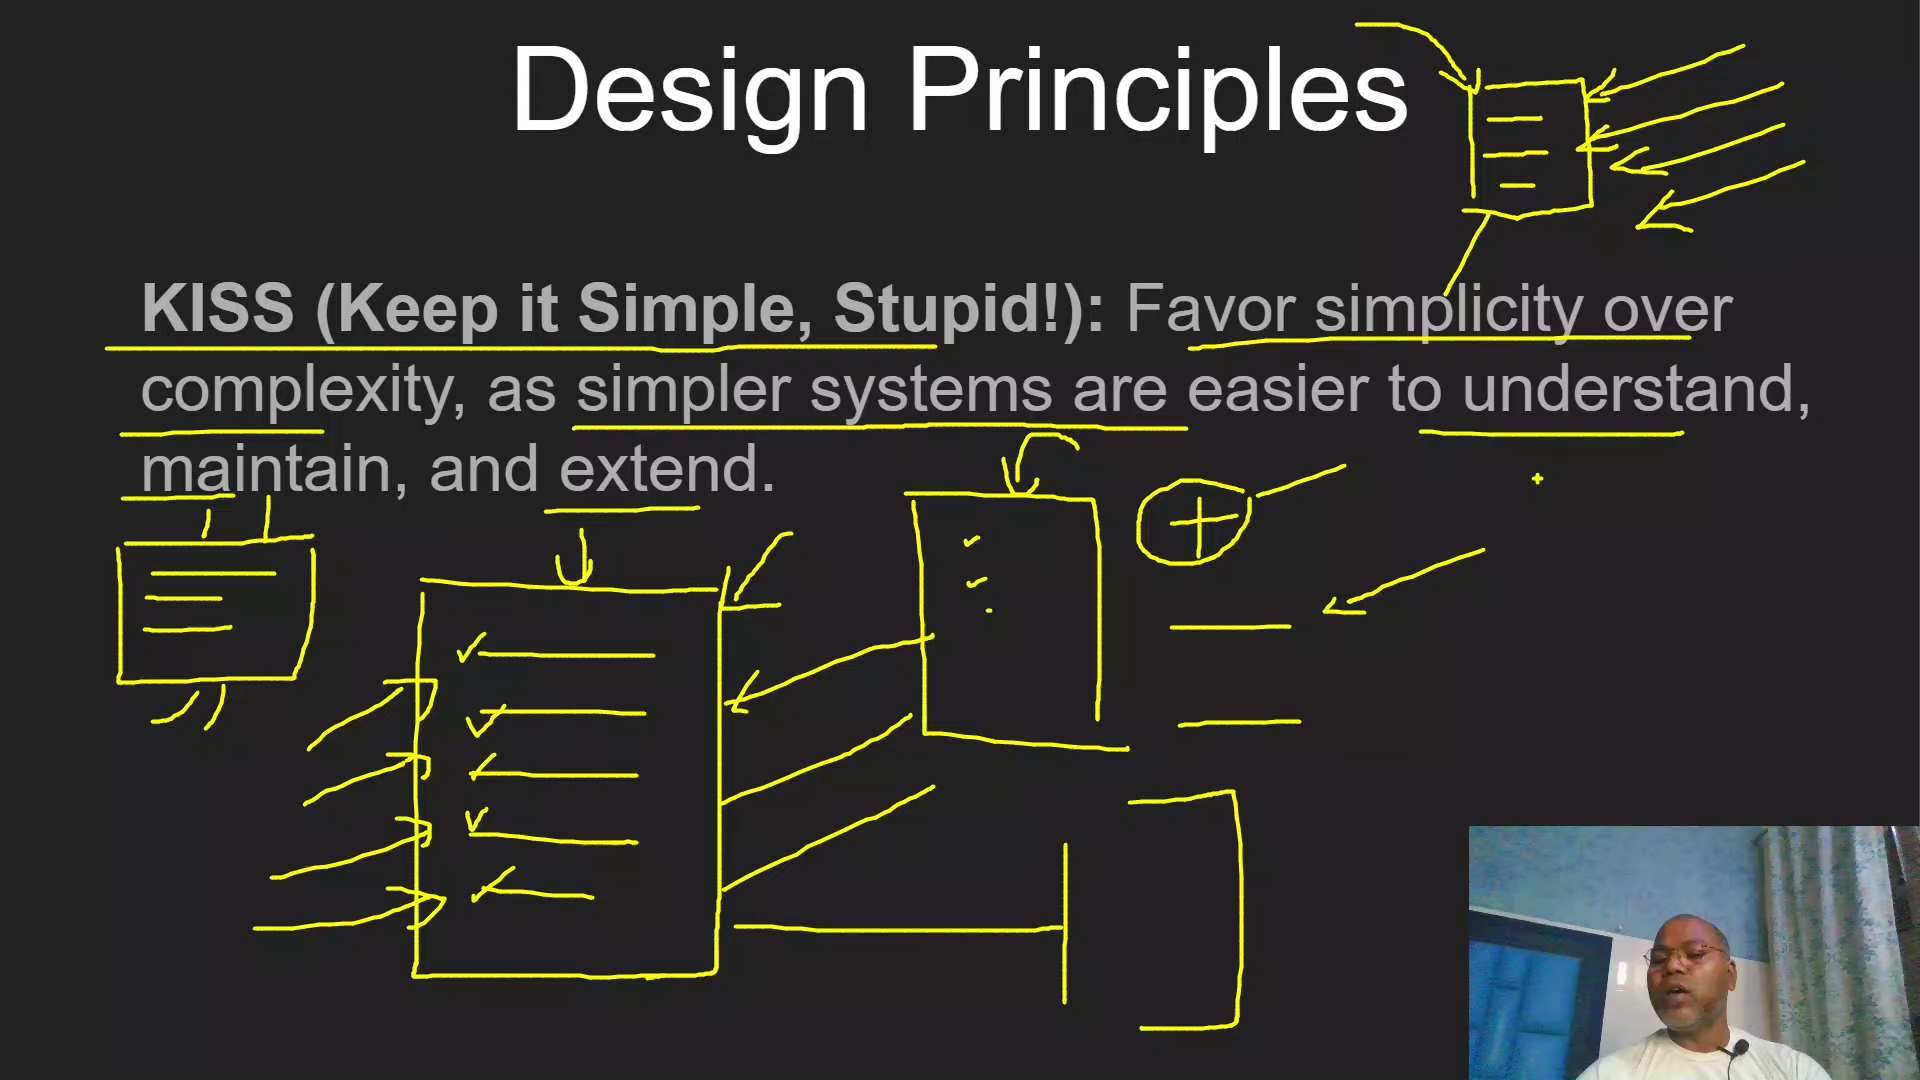 Design Principles
KISS (Keep it Simple, Stupid!): Favor simplicity over
complexity, as simpler systems are easier to understand,
maintain, and extend.